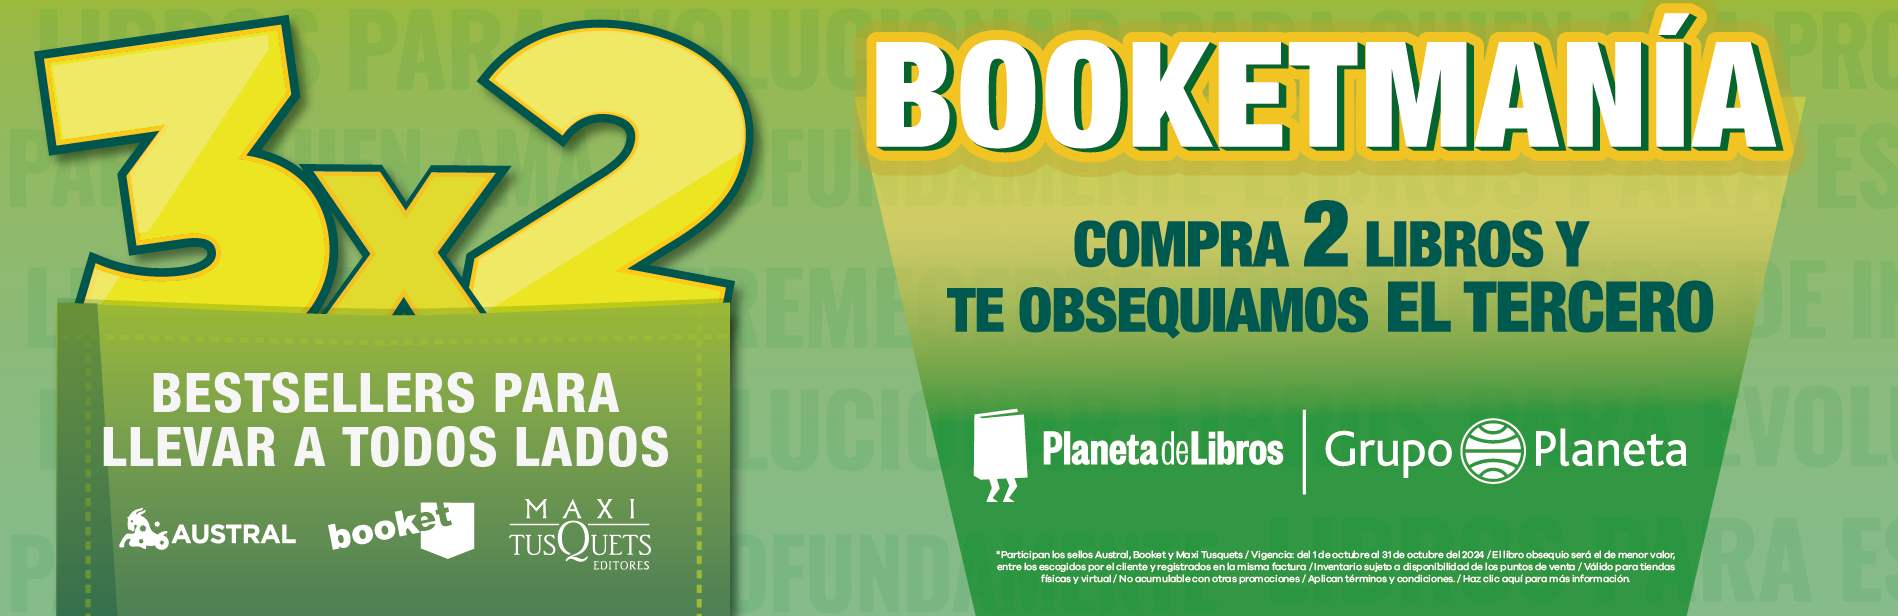 3x2
BESTSELLERS PARA
LLEVAR A TODOS LADOS
AUSTRAL
booket
MAXI
TUSQUETS
EDITORES
BOOKETMANÍA
COMPRA 2 LIBROS Y
TE OBSEQUIAMOS EL TERCERO
PlanetadeLibros
Grupo Planeta
*Participan los sellos Austral, Booket y Maxi Tusquets / Vigencia: del 1 de octubre al 31 de octubre del 2024 / El libro obsequio será el de menor valor,
entre los escogidos por el cliente y registrados en la misma factura / Inventario sujeto a disponibilidad de los puntos de venta / Válido para tiendas
físicas y virtual / No acumulable con otras promociones / Aplican términos y condiciones. / Haz clic aquí para más información.